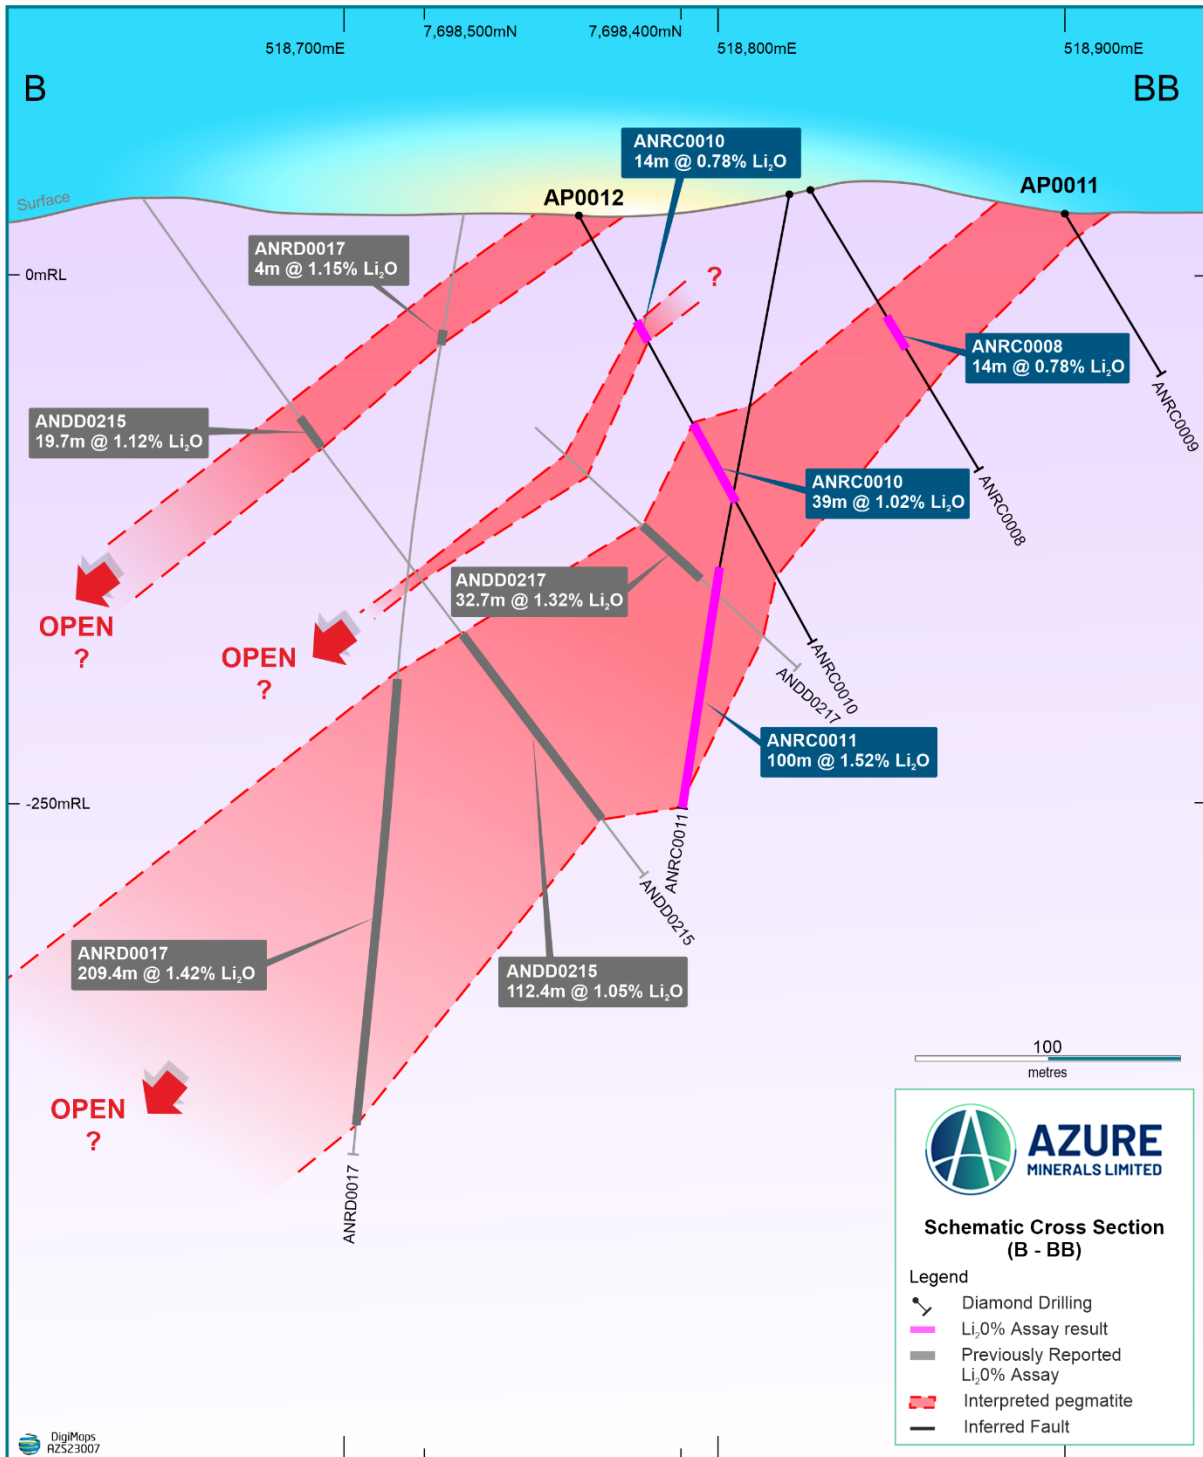 518,700mE
7,698,500mN
7,698,400mN
518,800mE
518,900mE
B
BB
ANRC0010
14m @ 0.78% Li₂O
Surface
AP0012
AP0011
ANRD0017
4m @ 1.15% Li₂O
0mRL
?
ANRC0008
14m @ 0.78% Li₂O
ANRC0009
ANDD0215
19.7m @ 1.12% Li₂O
ANRC0010
39m @ 1.02% Li₂O
ANRC0008
ANDD0217
32.7m @ 1.32% Li₂O
OPEN
?
OPEN
?
ANRC0010
ANDD0217
ANRC0011
100m @ 1.52% Li₂O
-250mRL
ANRC0011
ANDD0215
ANRD0017
209.4m @ 1.42% Li₂O
ANDD0215
112.4m @ 1.05% Li₂O
OPEN
?
ANRD0017
100
metres
AZURE
MINERALS LIMITED
Schematic Cross Section
(B - BB)
Legend
Diamond Drilling
Li₂0% Assay result
Previously Reported
Li₂0% Assay
Interpreted pegmatite
Inferred Fault
DigiMaps
AZS23007